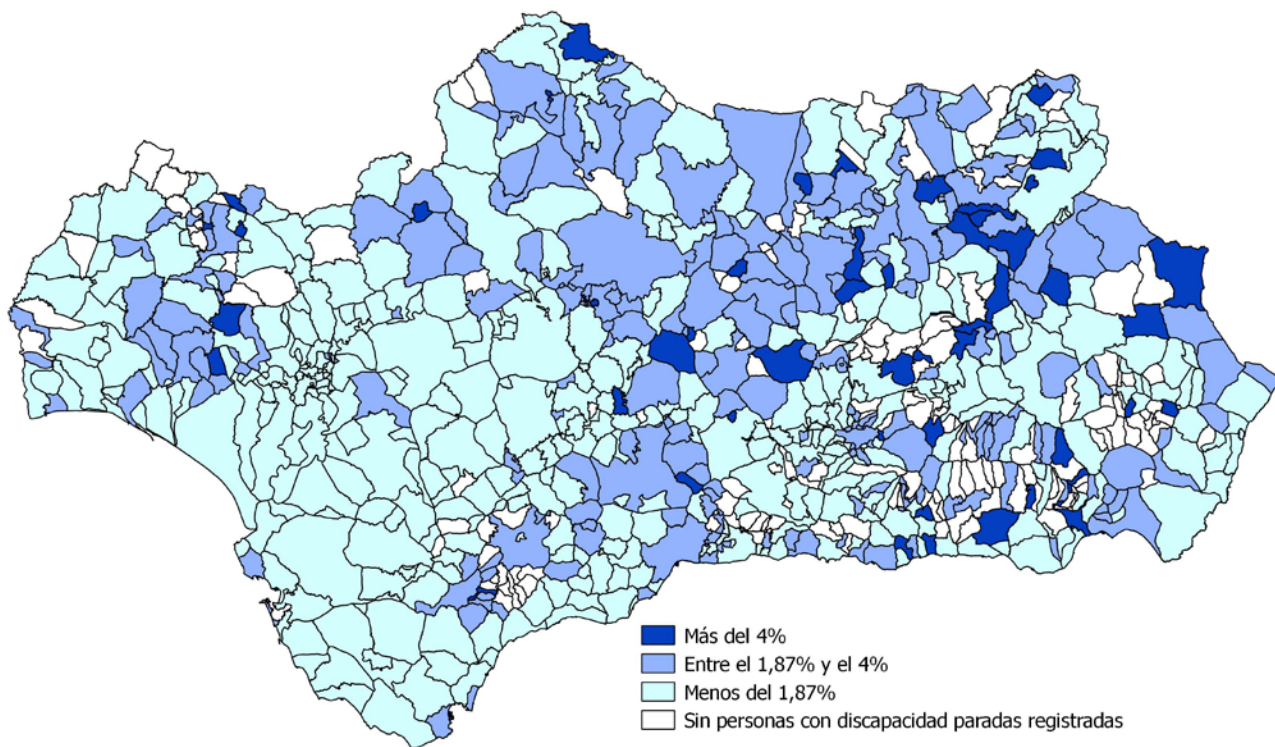 Más del 4%
Entre el 1,87% y el 4%
Menos del 1,87%
Sin personas con discapacidad paradas registradas